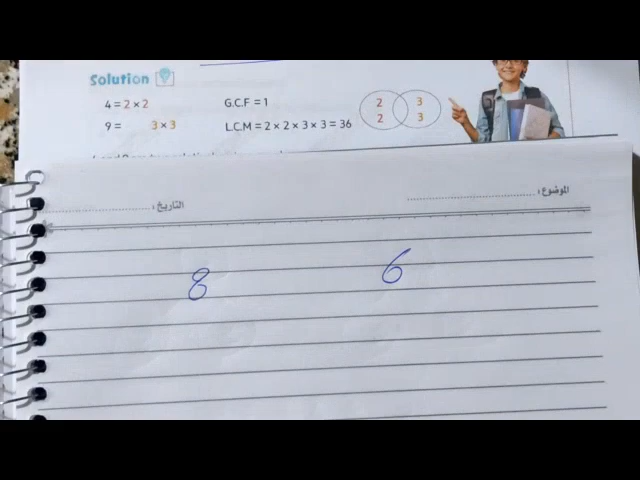 Solution
4 = 2 × 2 G.C.F = 1 2 3
9 = 3 × 3 L.C.M = 2 × 2 × 3 × 3 = 36 2 3
الموضوع: التاريخ:
8 6